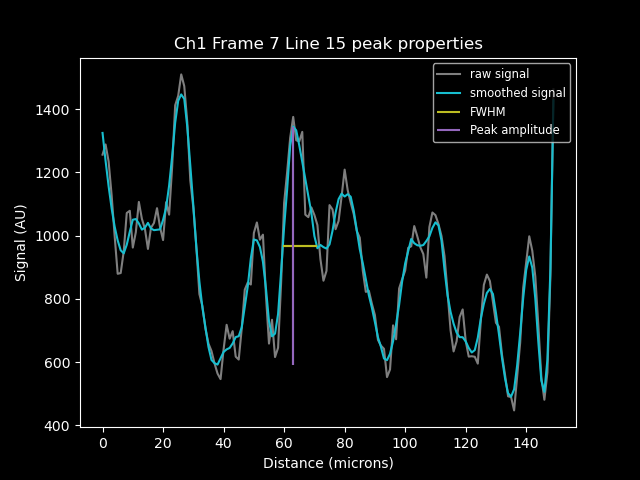 Ch1 Frame 7 Line 15 peak properties
raw signal
smoothed signal
FWHM
Peak amplitude
Signal (AU)
1400
1200
1000
800
600
400
0 20 40 60 80 100 120 140
Distance (microns)